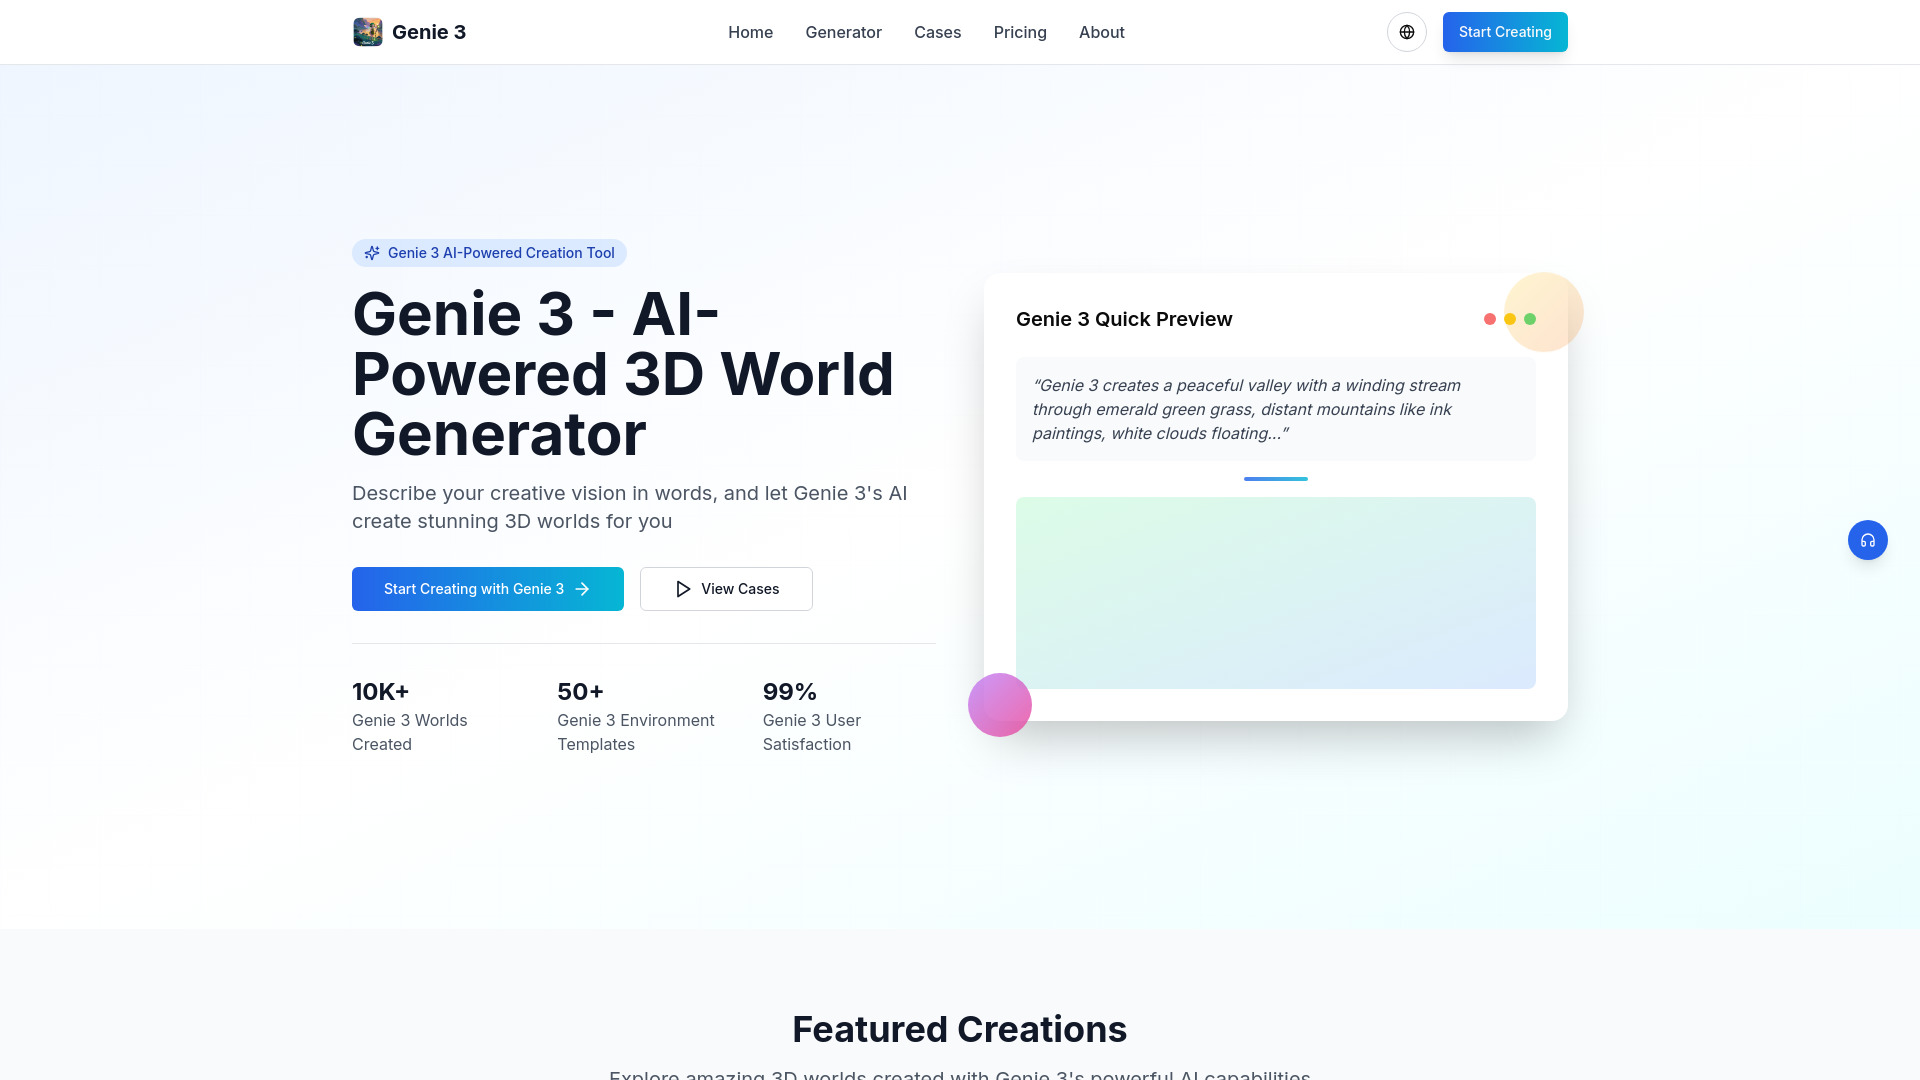 Genie 3
Home
Generator
Cases
Pricing
About
Start Creating
Genie 3 AI-Powered Creation Tool
Genie 3 - AI-
Powered 3D World
Generator
Describe your creative vision in words, and let Genie 3's AI
create stunning 3D worlds for you
Start Creating with Genie 3
View Cases
10K+
Genie 3 Worlds
Created
50+
Genie 3 Environment
Templates
99%
Genie 3 User
Satisfaction
Genie 3 Quick Preview
“Genie 3 creates a peaceful valley with a winding stream
through emerald green grass, distant mountains like ink
paintings, white clouds floating...”
Featured Creations
Explore amazing 3D worlds created with Genie 3's powerful AI capabilities